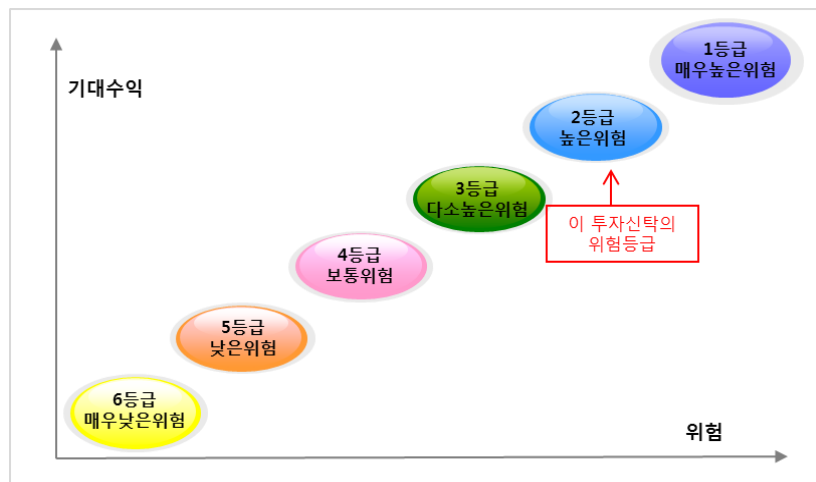 1등급
매우높은위험
기대수익
2등급
높은위험
3등급
다소높은위험
이 투자신탁의
위험등급
4등급
보통위험
5등급
낮은위험
6등급
매우낮은위험
위험